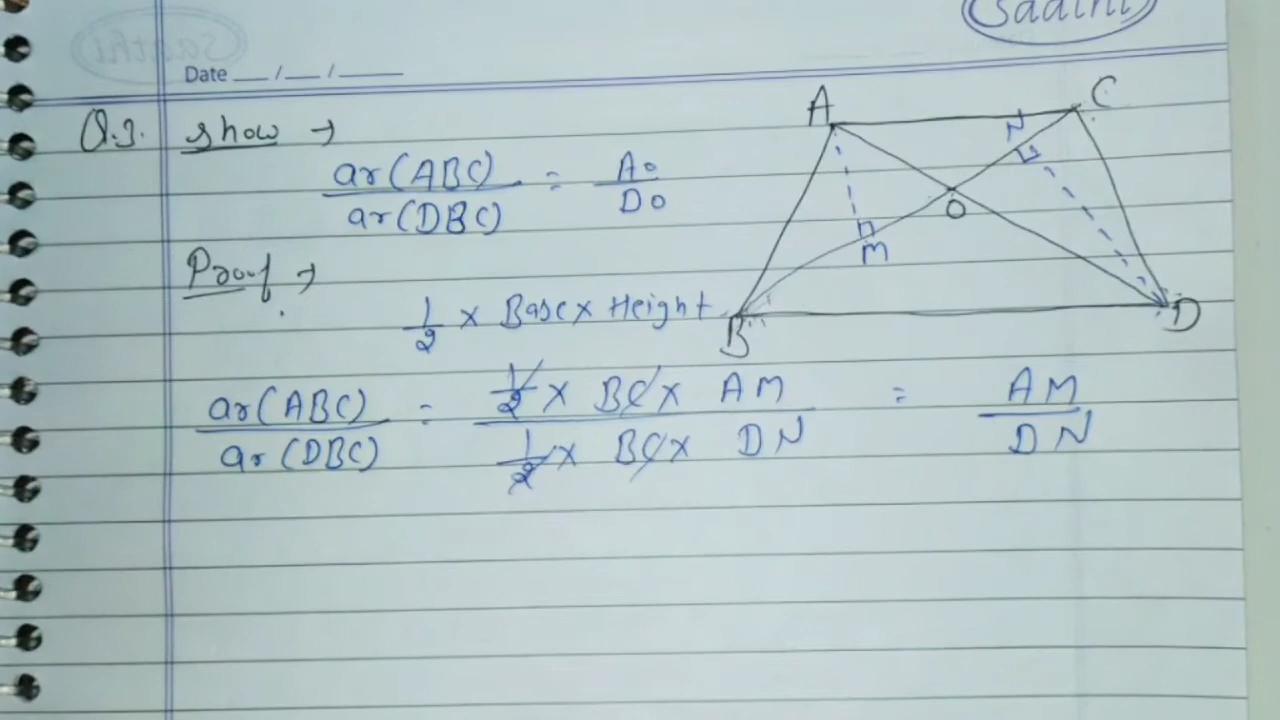 Saathi
Date __/__/____
Q.3. Show →
ar(ABC) / ar(DBC) = AO / DO
Proof →
1/2 × Base × Height
ar(ABC) / ar(DBC) = 1/2 × BC × AM / 1/2 × BC × DN = AM / DN
A
C
N
O
M
B
D